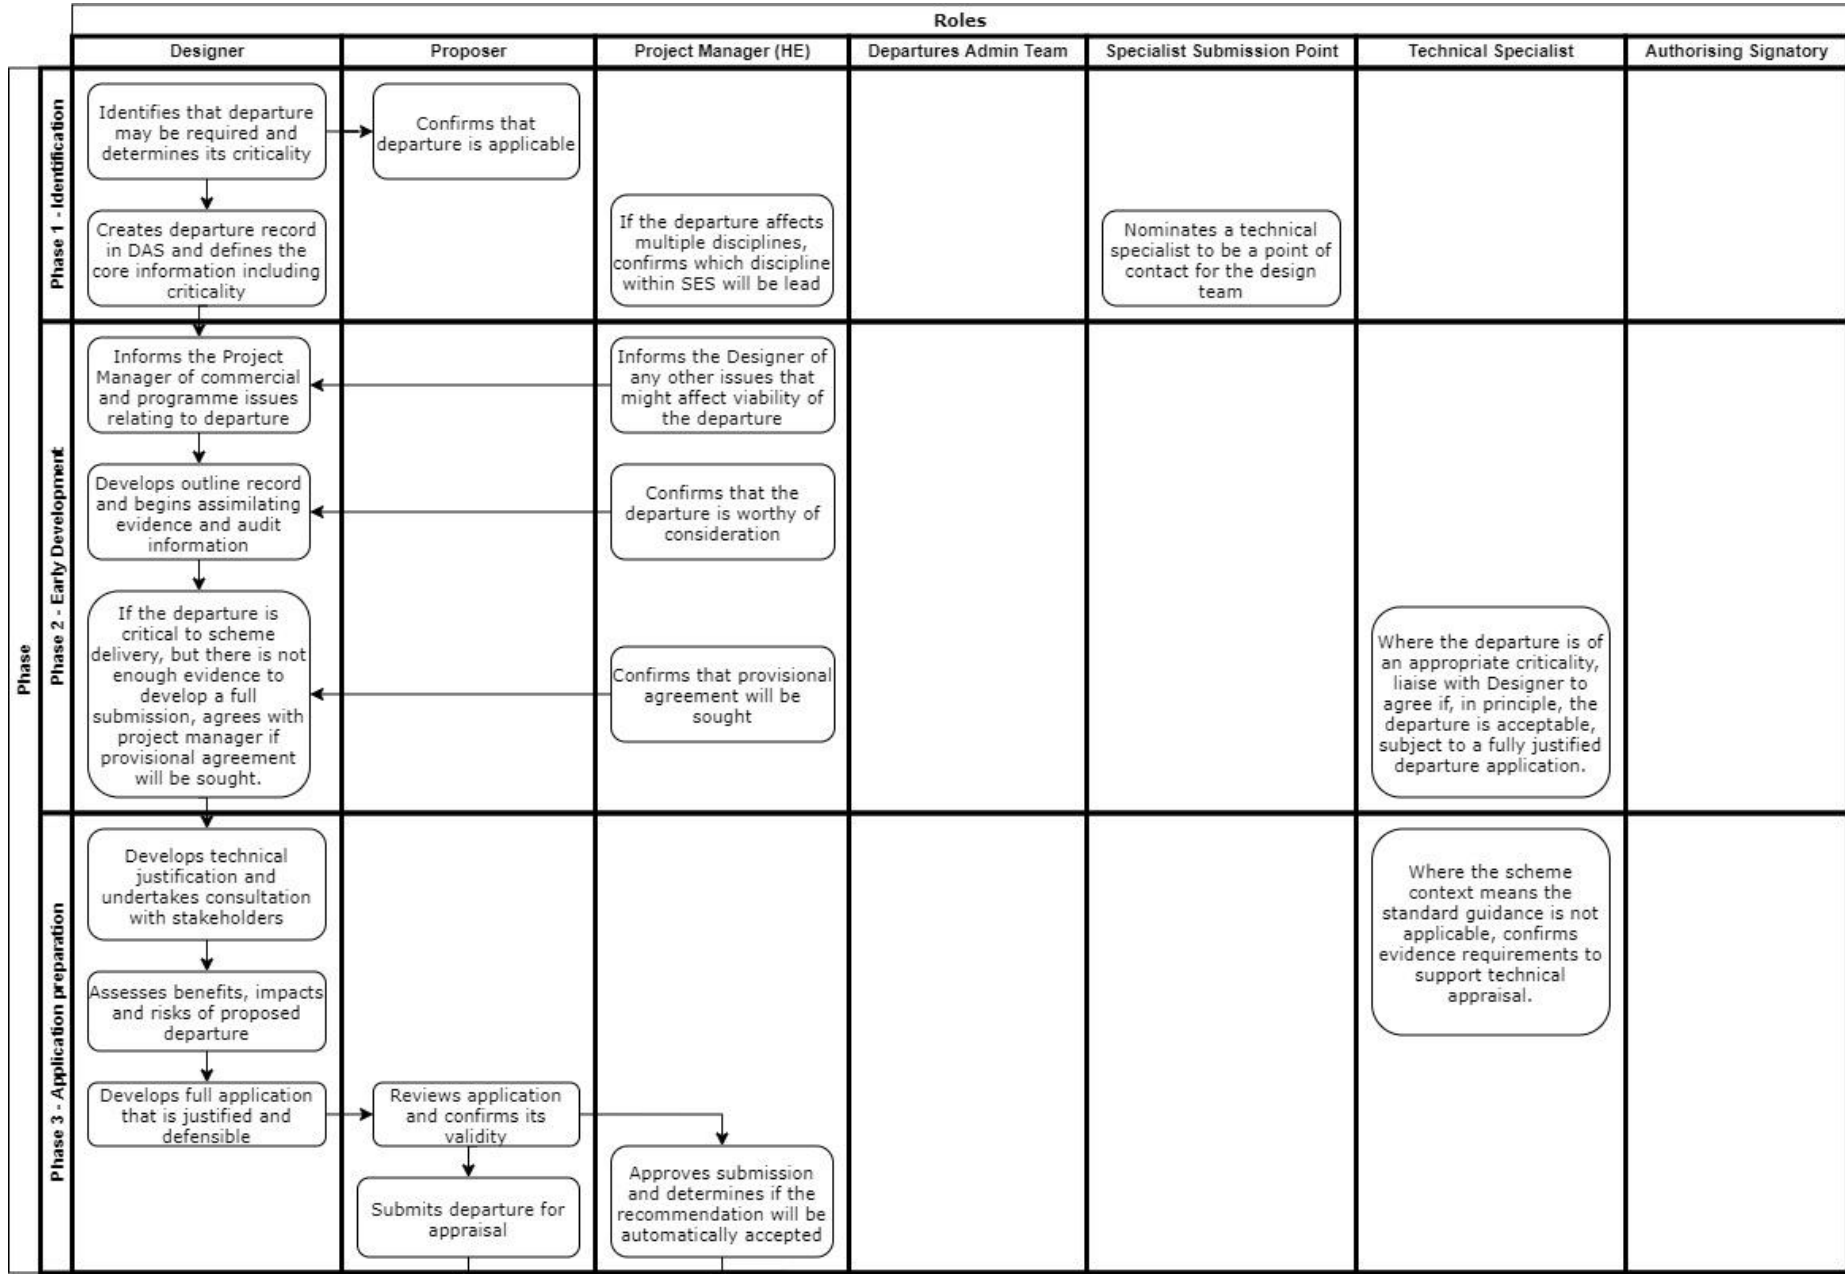 Roles
Designer
Proposer
Project Manager (HE)
Departures Admin Team
Specialist Submission Point
Technical Specialist
Authorising Signatory
Phase
Phase 1 - Identification
Identifies that departure
may be required and
determines its criticality
Confirms that
departure is applicable
Creates departure record
in DAS and defines the
core information including
criticality
If the departure affects
multiple disciplines,
confirms which discipline
within SES will be lead
Nominates a technical
specialist to be a point of
contact for the design
team
Phase 2 - Early Development
Informs the Project
Manager of commercial
and programme issues
relating to departure
Informs the Designer of
any other issues that
might affect viability of
the departure
Develops outline record
and begins assimilating
evidence and audit
information
Confirms that the
departure is worthy of
consideration
If the departure is
critical to scheme
delivery, but there is not
enough evidence to
develop a full
submission, agrees with
project manager if
provisional agreement
will be sought.
Confirms that provisional
agreement will be
sought
Where the departure is of
an appropriate criticality,
liaise with Designer to
agree if, in principle, the
departure is acceptable,
subject to a fully justified
departure application.
Phase 3 - Application preparation
Develops technical
justification and
undertakes consultation
with stakeholders
Where the scheme
context means the
standard guidance is not
applicable, confirms
evidence requirements to
support technical
appraisal.
Assesses benefits, impacts
and risks of proposed
departure
Develops full application
that is justified and
defensible
Reviews application
and confirms its
validity
Submits departure for
appraisal
Approves submission
and determines if the
recommendation will be
automatically accepted